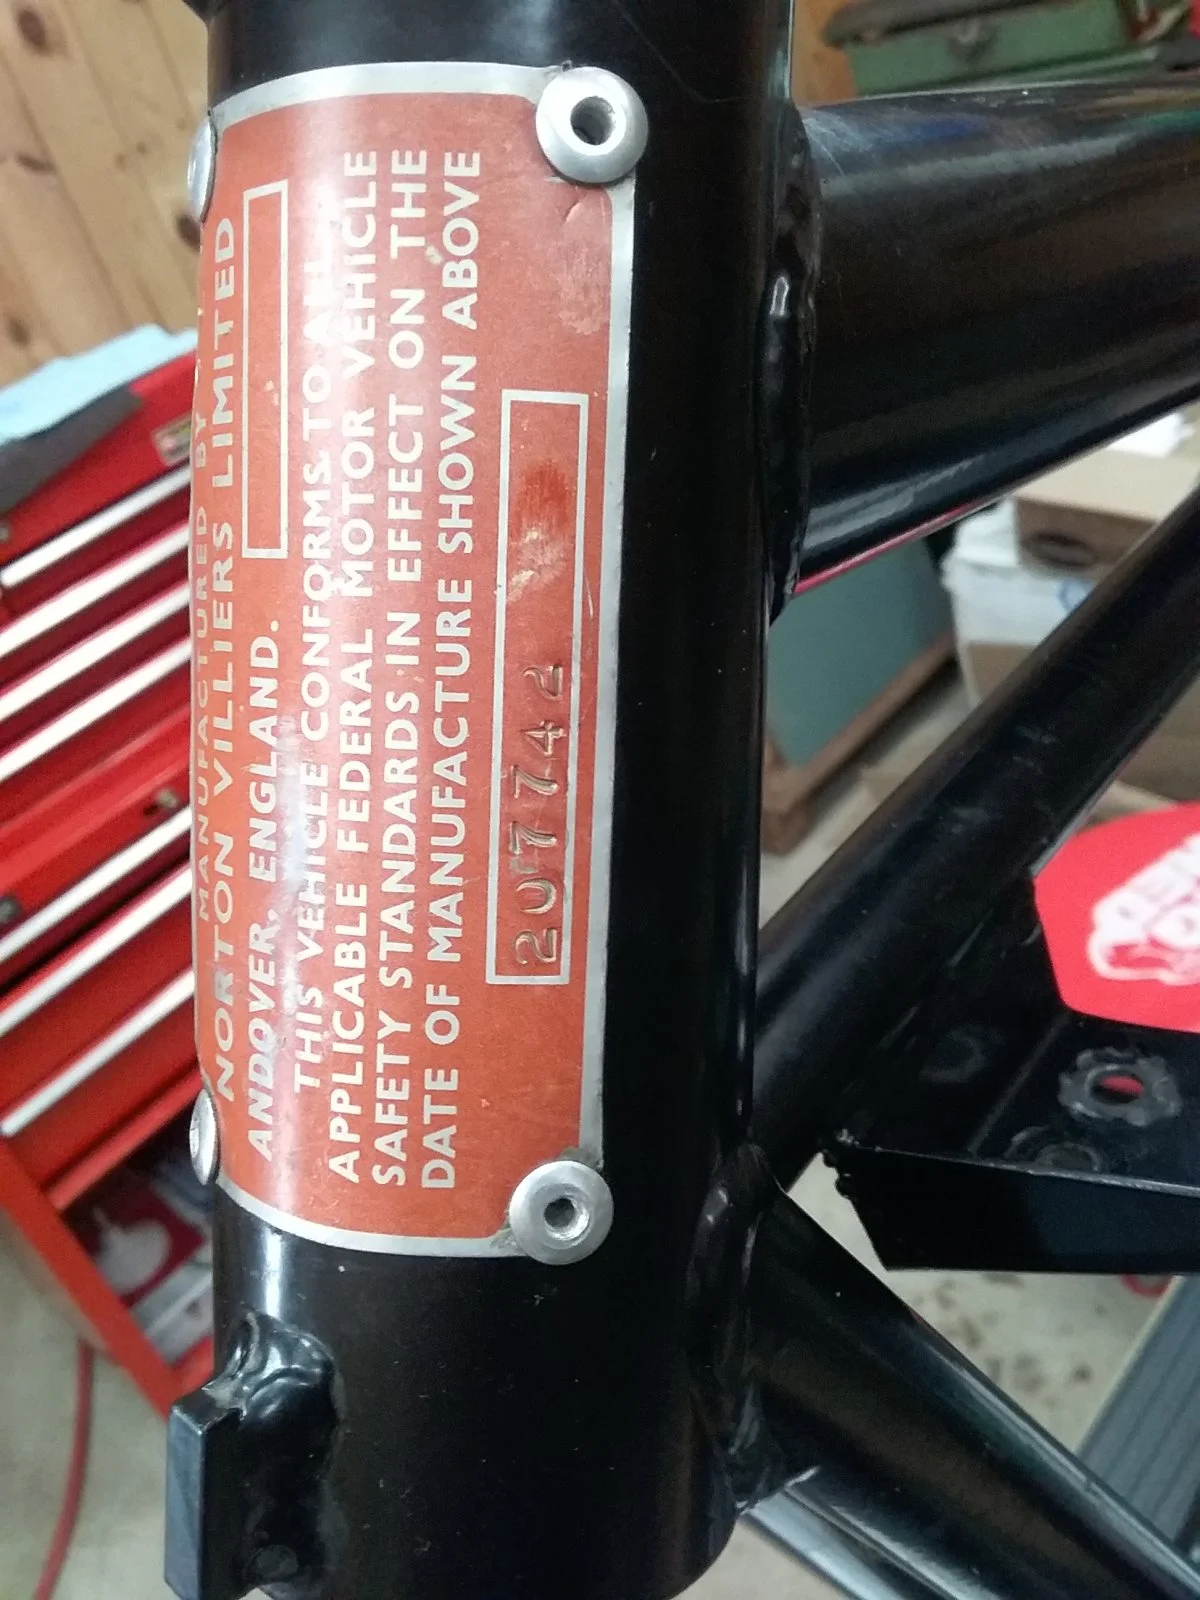 MANUFACTURED BY
NORTON VILLIERS LIMITED
ANDOVER, ENGLAND.
THIS VEHICLE CONFORMS TO ALL
APPLICABLE FEDERAL MOTOR VEHICLE
SAFETY STANDARDS IN EFFECT ON THE
DATE OF MANUFACTURE SHOWN ABOVE
207742